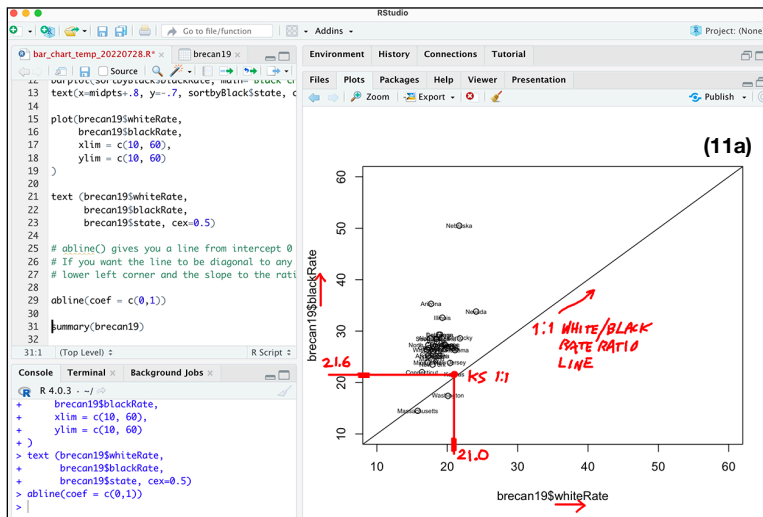 RStudio
Go to file/function
Addins
Project: (None)
bar_chart_temp_20220728.R*
brecan19
Source
13 text(x=midpts+.8, y=-.7, sortbyBlack$state, c
14
15 plot(brecan19$whiteRate,
16 brecan19$blackRate,
17 xlim = c(10, 60),
18 ylim = c(10, 60)
19 )
20
21 text (brecan19$whiteRate,
22 brecan19$blackRate,
23 brecan19$state, cex=0.5)
24
25 # abline() gives you a line from intercept 0
26 # If you want the line to be diagonal to any
27 # lower left corner and the slope to the rati
28
29 abline(coef = c(0,1))
30
31 summary(brecan19)
32
31:1 (Top Level) R Script
Console Terminal Background Jobs
R 4.0.3 · ~/
+ brecan19$blackRate,
+ xlim = c(10, 60),
+ ylim = c(10, 60)
+ )
> text (brecan19$whiteRate,
+ brecan19$blackRate,
+ brecan19$state, cex=0.5)
> abline(coef = c(0,1))
>
Environment History Connections Tutorial
Files Plots Packages Help Viewer Presentation
Zoom Export Publish
(11a)
60
50
40
30
20
10
brecan19$blackRate
Nebraska
Arizona
Nevada
Illinois
Connecticut
Washington
Massachusetts
1:1 WHITE/BLACK
RATE RATIO
LINE
21.6
KS 1:1
21.0
10 20 30 40 50 60
brecan19$whiteRate